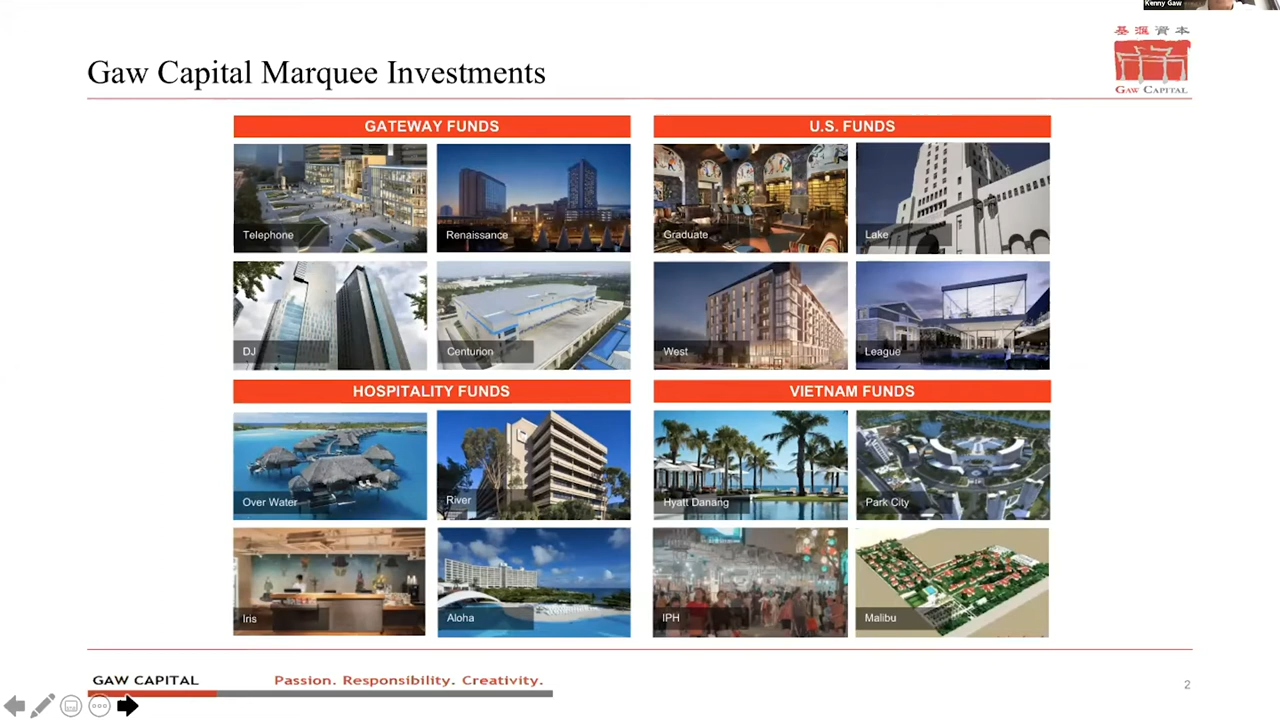 Kenny Gaw
Gaw Capital Marquee Investments
基滙資本
GAW CAPITAL
GATEWAY FUNDS
Telephone
Renaissance
DJ
Centurion
U.S. FUNDS
Graduate
Lake
West
League
HOSPITALITY FUNDS
Over Water
River
Iris
Aloha
VIETNAM FUNDS
Hyatt Danang
Park City
IPH
Malibu
GAW CAPITAL
Passion. Responsibility. Creativity.
2